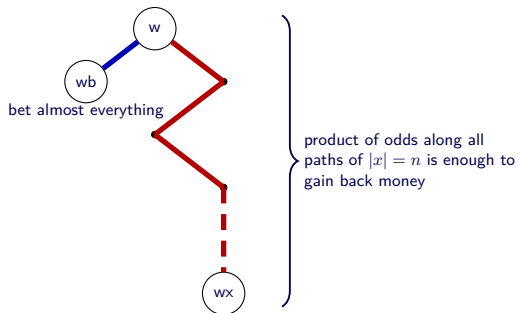 w
wb
bet almost everything
product of odds along all
paths of |x| = n is enough to
gain back money
wx